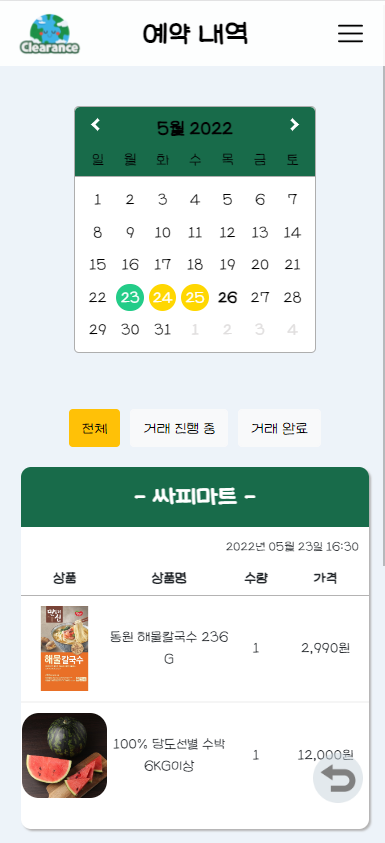 Clearance
예약 내역
5월 2022
일 월 화 수 목 금 토
1 2 3 4 5 6 7
8 9 10 11 12 13 14
15 16 17 18 19 20 21
22 23 24 25 26 27 28
29 30 31 1 2 3 4
전체 거래 진행 중 거래 완료
- 싸피마트 -
2022년 05월 23일 16:30
상품 상품명 수량 가격
해물칼국수
동원 해물칼국수 236
G
1 2,990원
100% 당도선별 수박
6KG이상
1 12,000원